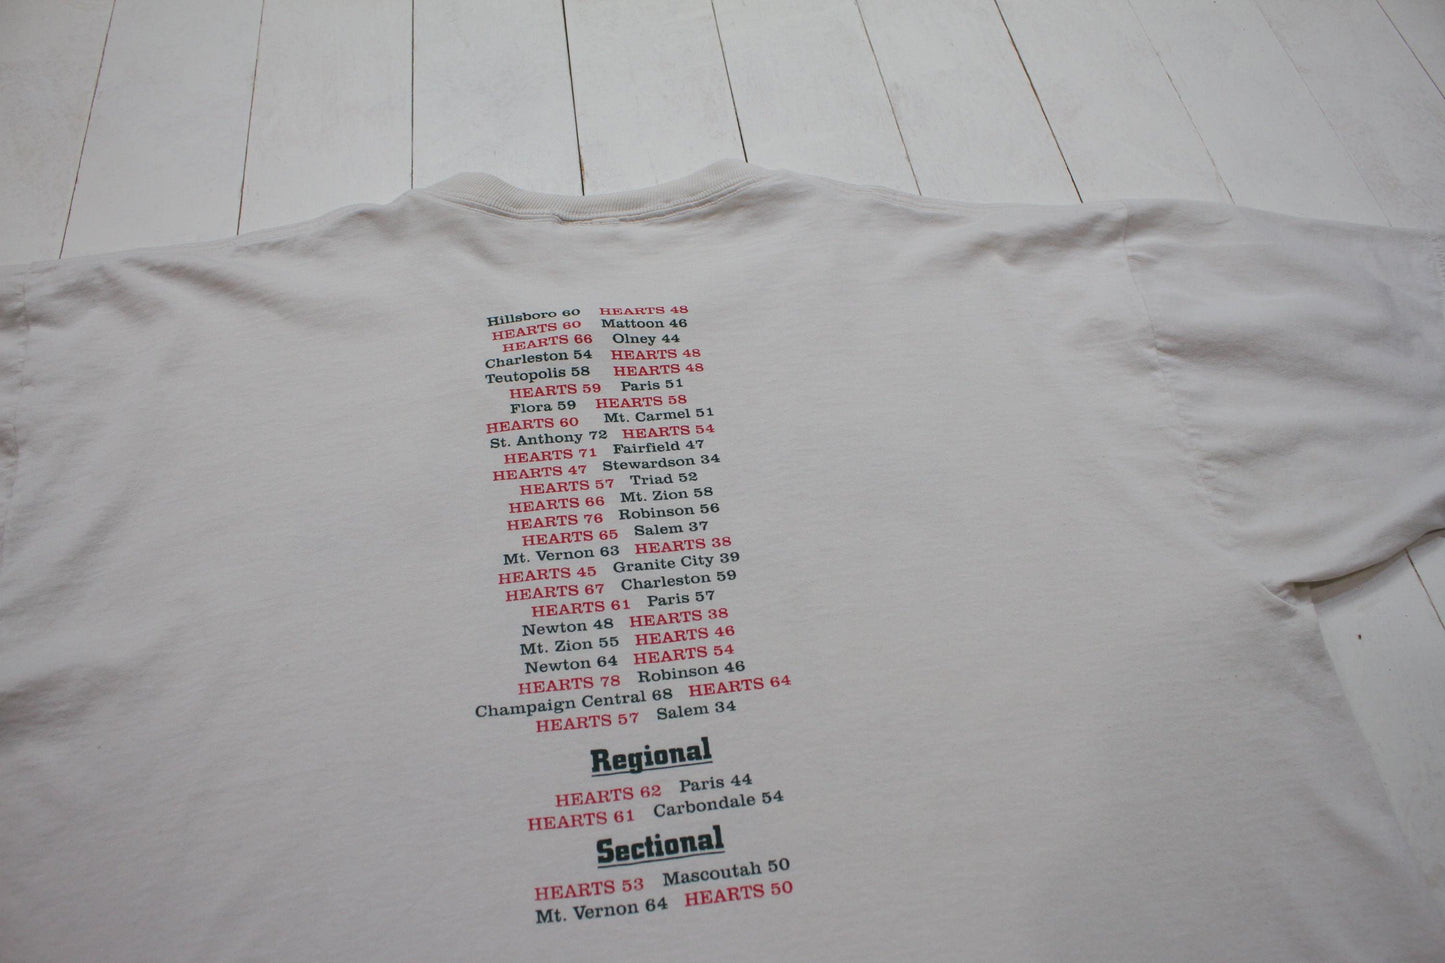 Hillsboro 60 HEARTS 48
HEARTS 60 Mattoon 46
HEARTS 66 Olney 44
Charleston 54 HEARTS 48
Teutopolis 58 HEARTS 48
HEARTS 59 Paris 51
Flora 59 HEARTS 58
HEARTS 60 Mt. Carmel 51
St. Anthony 72 HEARTS 54
HEARTS 71 Fairfield 47
HEARTS 47 Stewardson 34
HEARTS 57 Triad 52
HEARTS 66 Mt. Zion 58
HEARTS 76 Robinson 56
HEARTS 65 Salem 37
Mt. Vernon 63 HEARTS 38
HEARTS 45 Granite City 39
HEARTS 67 Charleston 59
HEARTS 61 Paris 57
Newton 48 HEARTS 38
Mt. Zion 55 HEARTS 46
Newton 64 HEARTS 54
HEARTS 78 Robinson 46
Champaign Central 68 HEARTS 64
HEARTS 57 Salem 34
Regional
HEARTS 62 Paris 44
HEARTS 61 Carbondale 54
Sectional
HEARTS 53 Mascoutah 50
Mt. Vernon 64 HEARTS 50